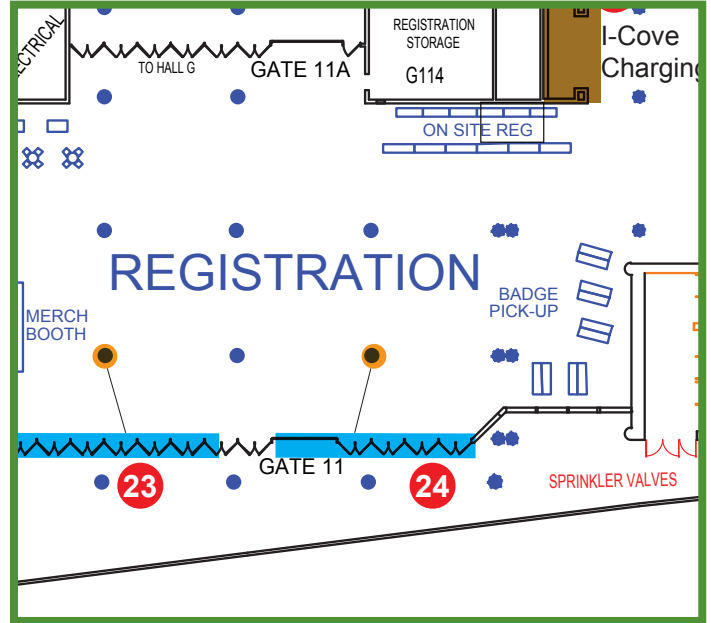 REGISTRATION
STORAGE
G114
I-Cove
Charging
TO HALL G
GATE 11A
ON SITE REG
REGISTRATION
BADGE
PICK-UP
MERCH
BOOTH
GATE 11
23
24
SPRINKLER VALVES